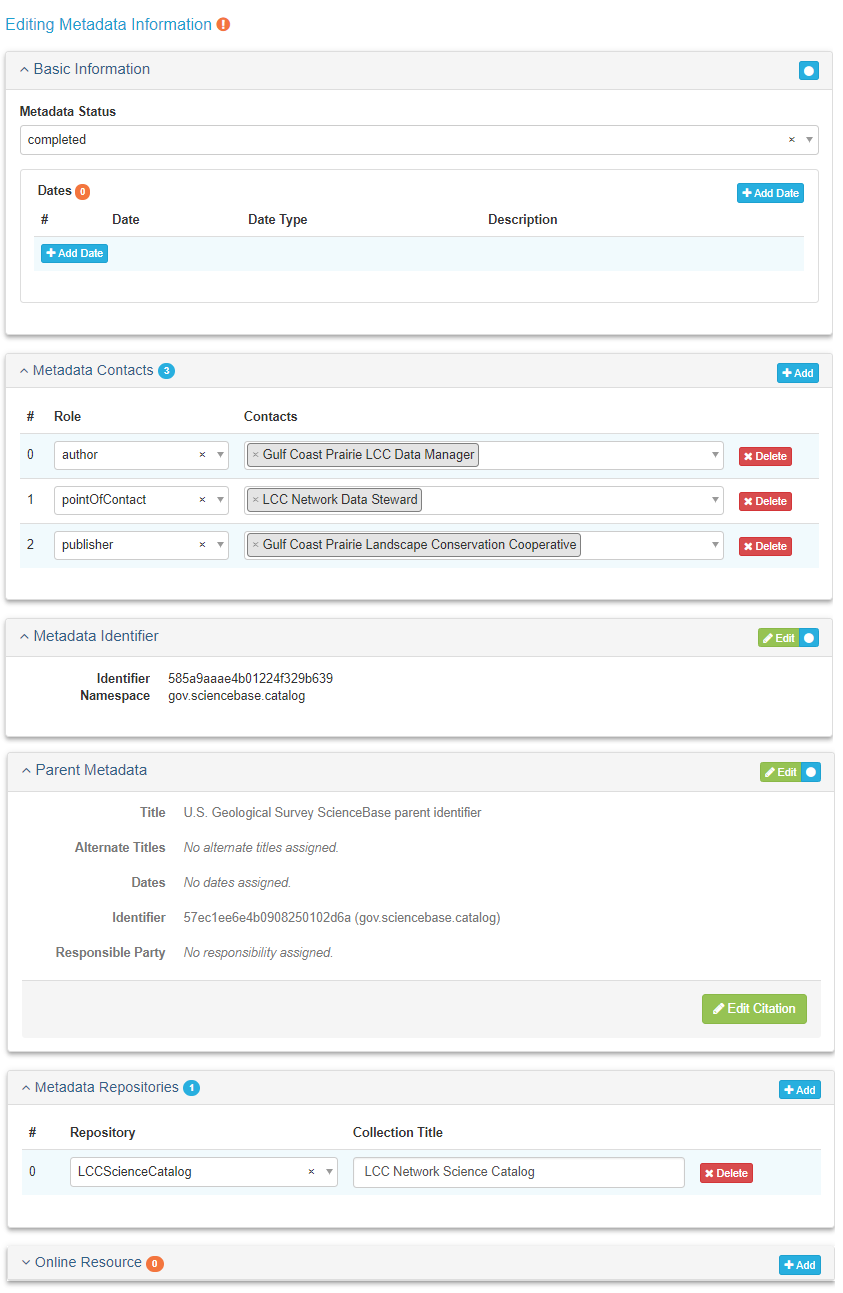 Editing Metadata Information !
Basic Information
Metadata Status
completed × 
Dates 0
+ Add Date
# Date Date Type Description
+ Add Date
Metadata Contacts 3
+ Add
# Role Contacts
0 author × × Gulf Coast Prairie LCC Data Manager × Delete
1 pointOfContact × × LCC Network Data Steward × Delete
2 publisher × × Gulf Coast Prairie Landscape Conservation Cooperative × Delete
Metadata Identifier
Edit
Identifier 585a9aaae4b01224f329b639
Namespace gov.sciencebase.catalog
Parent Metadata
Edit
Title U.S. Geological Survey ScienceBase parent identifier
Alternate Titles No alternate titles assigned.
Dates No dates assigned.
Identifier 57ec1ee6e4b0908250102d6a (gov.sciencebase.catalog)
Responsible Party No responsibility assigned.
Edit Citation
Metadata Repositories 1
+ Add
# Repository Collection Title
0 LCCScienceCatalog × LCC Network Science Catalog × Delete
Online Resource 0
+ Add